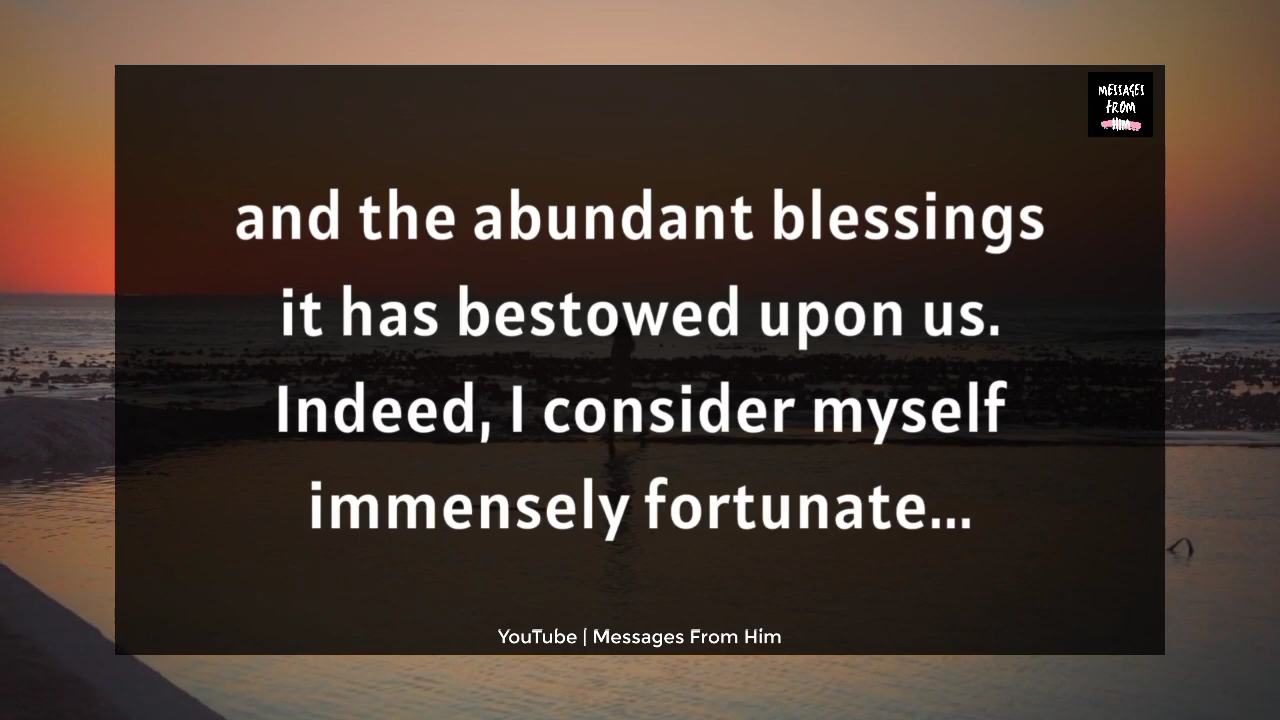 MESSAGES
FROM
HIM
and the abundant blessings
it has bestowed upon us.
Indeed, I consider myself
immensely fortunate...
YouTube | Messages From Him